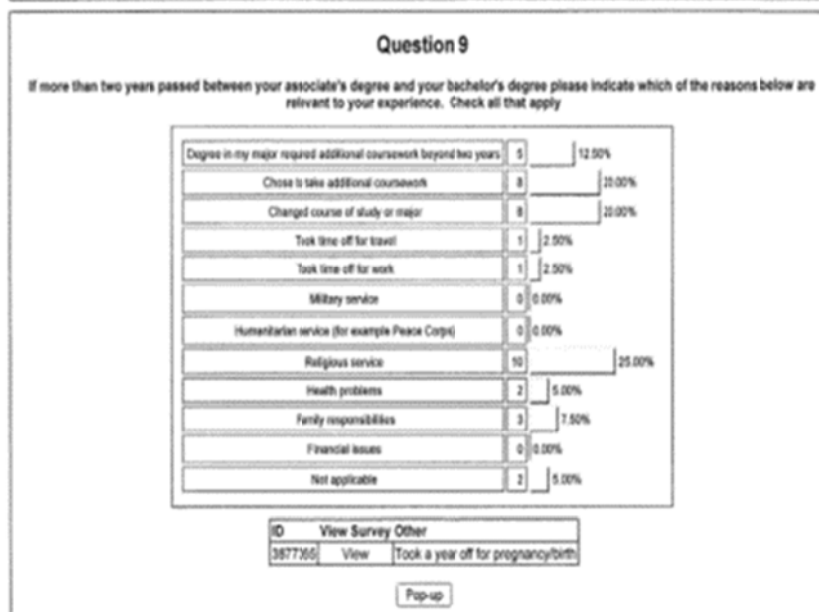 Question 9
If more than two years passed between your associate's degree and your bachelor's degree please indicate which of the reasons below are
relevant to your experience. Check all that apply
Degree in my major required additional coursework beyond two years 5 12.50%
Chose to take additional coursework 8 20.00%
Changed course of study or major 8 20.00%
Took time off for travel 1 2.50%
Took time off for work 1 2.50%
Military service 0 0.00%
Humanitarian service (for example Peace Corps) 0 0.00%
Religious service 10 25.00%
Health problems 2 5.00%
Family responsibilities 3 7.50%
Financial issues 0 0.00%
Not applicable 2 5.00%
ID View Survey Other
View Took a year off for pregnancy/birth
Pop-up